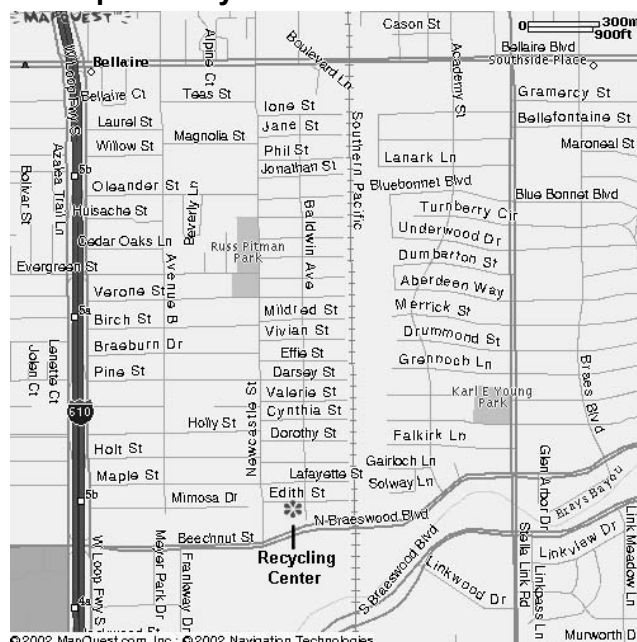 MAPQUEST
Cason St
0 300m
900ft
Bellaire Blvd
Southside Place
Bellaire
Alpine Ct
Boulevard Ln
Academy St
W Loop Fwy S
Bellaire Ct
Teas St
Ione St
Gramercy St
Laurel St
Jane St
Bellefontaine St
Magnolia St
Willow St
Phil St
Maroneal St
Jonathan St
Lanark Ln
Southern Pacific
5b
Oleander St
Bluebonnet Blvd
Blue Bonnet Blvd
Bolivar St
Azalea Trail Ln
Huisache St
Beverly Ln
Baldwin Ave
Turnberry Cir
Underwood Dr
Cedar Oaks Ln
Russ Pitman
Park
Dumbarton St
Evergreen St
Avenue B
Aberdeen Way
Verone St
Merrick St
5a
Birch St
Mildred St
Vivian St
Drummond St
Braeburn Dr
Effie St
Grennoch Ln
Jolen Ct
Lenette Ct
Pine St
Darsey St
Braes Blvd
Newcastle St
Valerie St
Karl E Young
Park
610
Cynthia St
Holly St
Dorothy St
Falkirk Ln
Holt St
Gairloch Ln
Glen Arbor Dr
Maple St
Lafayette St
Solway Ln
Brays Bayou
5b
Mimosa Dr
Edith St
N Braeswood Blvd
Beechnut St
Recycling
Center
S Braeswood Blvd
Stella Link Rd
Linkview Dr
Link Meadow Ln
W Loop Fwy S
Meyer Park Dr
Frankway Dr
Linkwood Dr
Linkpass Ln
4a
Murworth D
©2002 MapQuest.com, Inc.; ©2002 Navigation Technologies